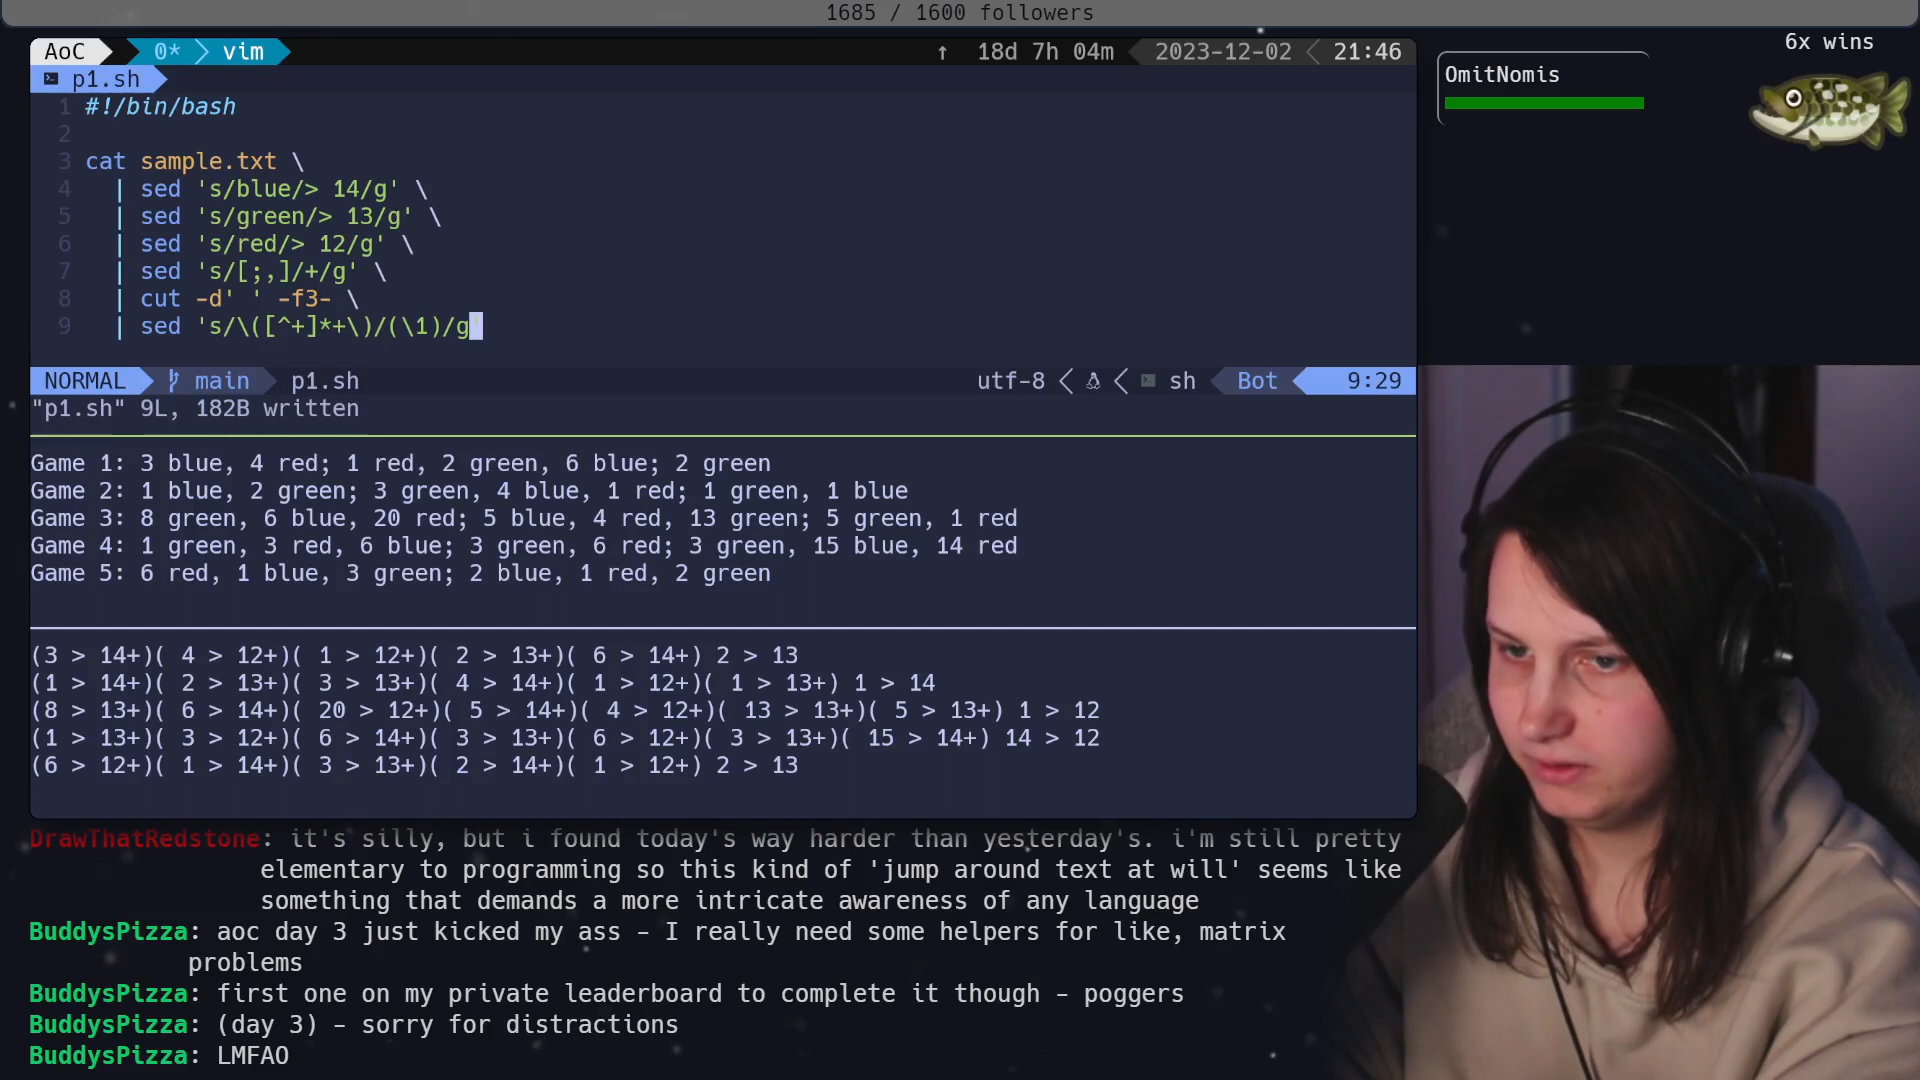 1685 / 1600 followers
AoC 0* vim ↑ 18d 7h 04m 2023-12-02 21:46
p1.sh
1 #!/bin/bash
2
3 cat sample.txt \
4 | sed 's/blue/> 14/g' \
5 | sed 's/green/> 13/g' \
6 | sed 's/red/> 12/g' \
7 | sed 's/[;,]/+/g' \
8 | cut -d' ' -f3- \
9 | sed 's/\([^+]*+\)/(\1)/g'
NORMAL main p1.sh utf-8 sh Bot 9:29
"p1.sh" 9L, 182B written
Game 1: 3 blue, 4 red; 1 red, 2 green, 6 blue; 2 green
Game 2: 1 blue, 2 green; 3 green, 4 blue, 1 red; 1 green, 1 blue
Game 3: 8 green, 6 blue, 20 red; 5 blue, 4 red, 13 green; 5 green, 1 red
Game 4: 1 green, 3 red, 6 blue; 3 green, 6 red; 3 green, 15 blue, 14 red
Game 5: 6 red, 1 blue, 3 green; 2 blue, 1 red, 2 green
(3 > 14+)( 4 > 12+)( 1 > 12+)( 2 > 13+)( 6 > 14+) 2 > 13
(1 > 14+)( 2 > 13+)( 3 > 13+)( 4 > 14+)( 1 > 12+)( 1 > 13+) 1 > 14
(8 > 13+)( 6 > 14+)( 20 > 12+)( 5 > 14+)( 4 > 12+)( 13 > 13+)( 5 > 13+) 1 > 12
(1 > 13+)( 3 > 12+)( 6 > 14+)( 3 > 13+)( 6 > 12+)( 3 > 13+)( 15 > 14+) 14 > 12
(6 > 12+)( 1 > 14+)( 3 > 13+)( 2 > 14+)( 1 > 12+) 2 > 13
DrawThatRedstone: it's silly, but i found today's way harder than yesterday's. i'm still pretty
elementary to programming so this kind of 'jump around text at will' seems like
something that demands a more intricate awareness of any language
BuddysPizza: aoc day 3 just kicked my ass - I really need some helpers for like, matrix
problems
BuddysPizza: first one on my private leaderboard to complete it though - poggers
BuddysPizza: (day 3) - sorry for distractions
BuddysPizza: LMFAO
OmitNomis
6x wins